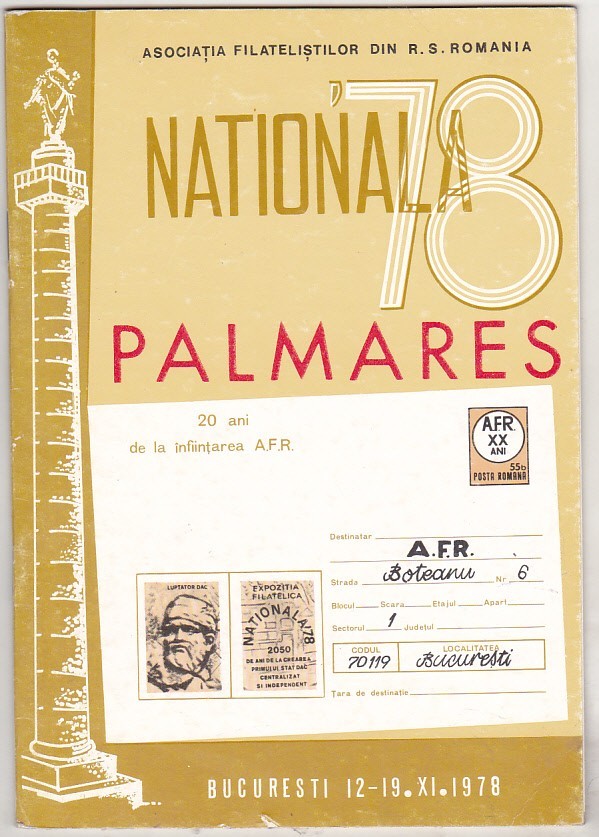 ASOCIAȚIA FILATELIȘTILOR DIN R.S. ROMANIA
NATIONALA '78
PALMARES
20 ani
de la înființarea A.F.R.
A.F.R.
XX
ANI
55b
POSTA ROMANA
Destinatar
A.F.R.
Strada Boteanu Nr 6
Blocul Scara Etajul Apart.
Sectorul 1 Județul
CODUL
70119
LOCALITATEA
București
Țara de destinație
LUPTATOR DAC
EXPOZIȚIA
FILATELICA
NATIONALA/78
2050
DE ANI DE LA CREAREA
PRIMULUI STAT DAC
CENTRALIZAT
SI INDEPENDENT
BUCURESTI 12-19.XI.1978